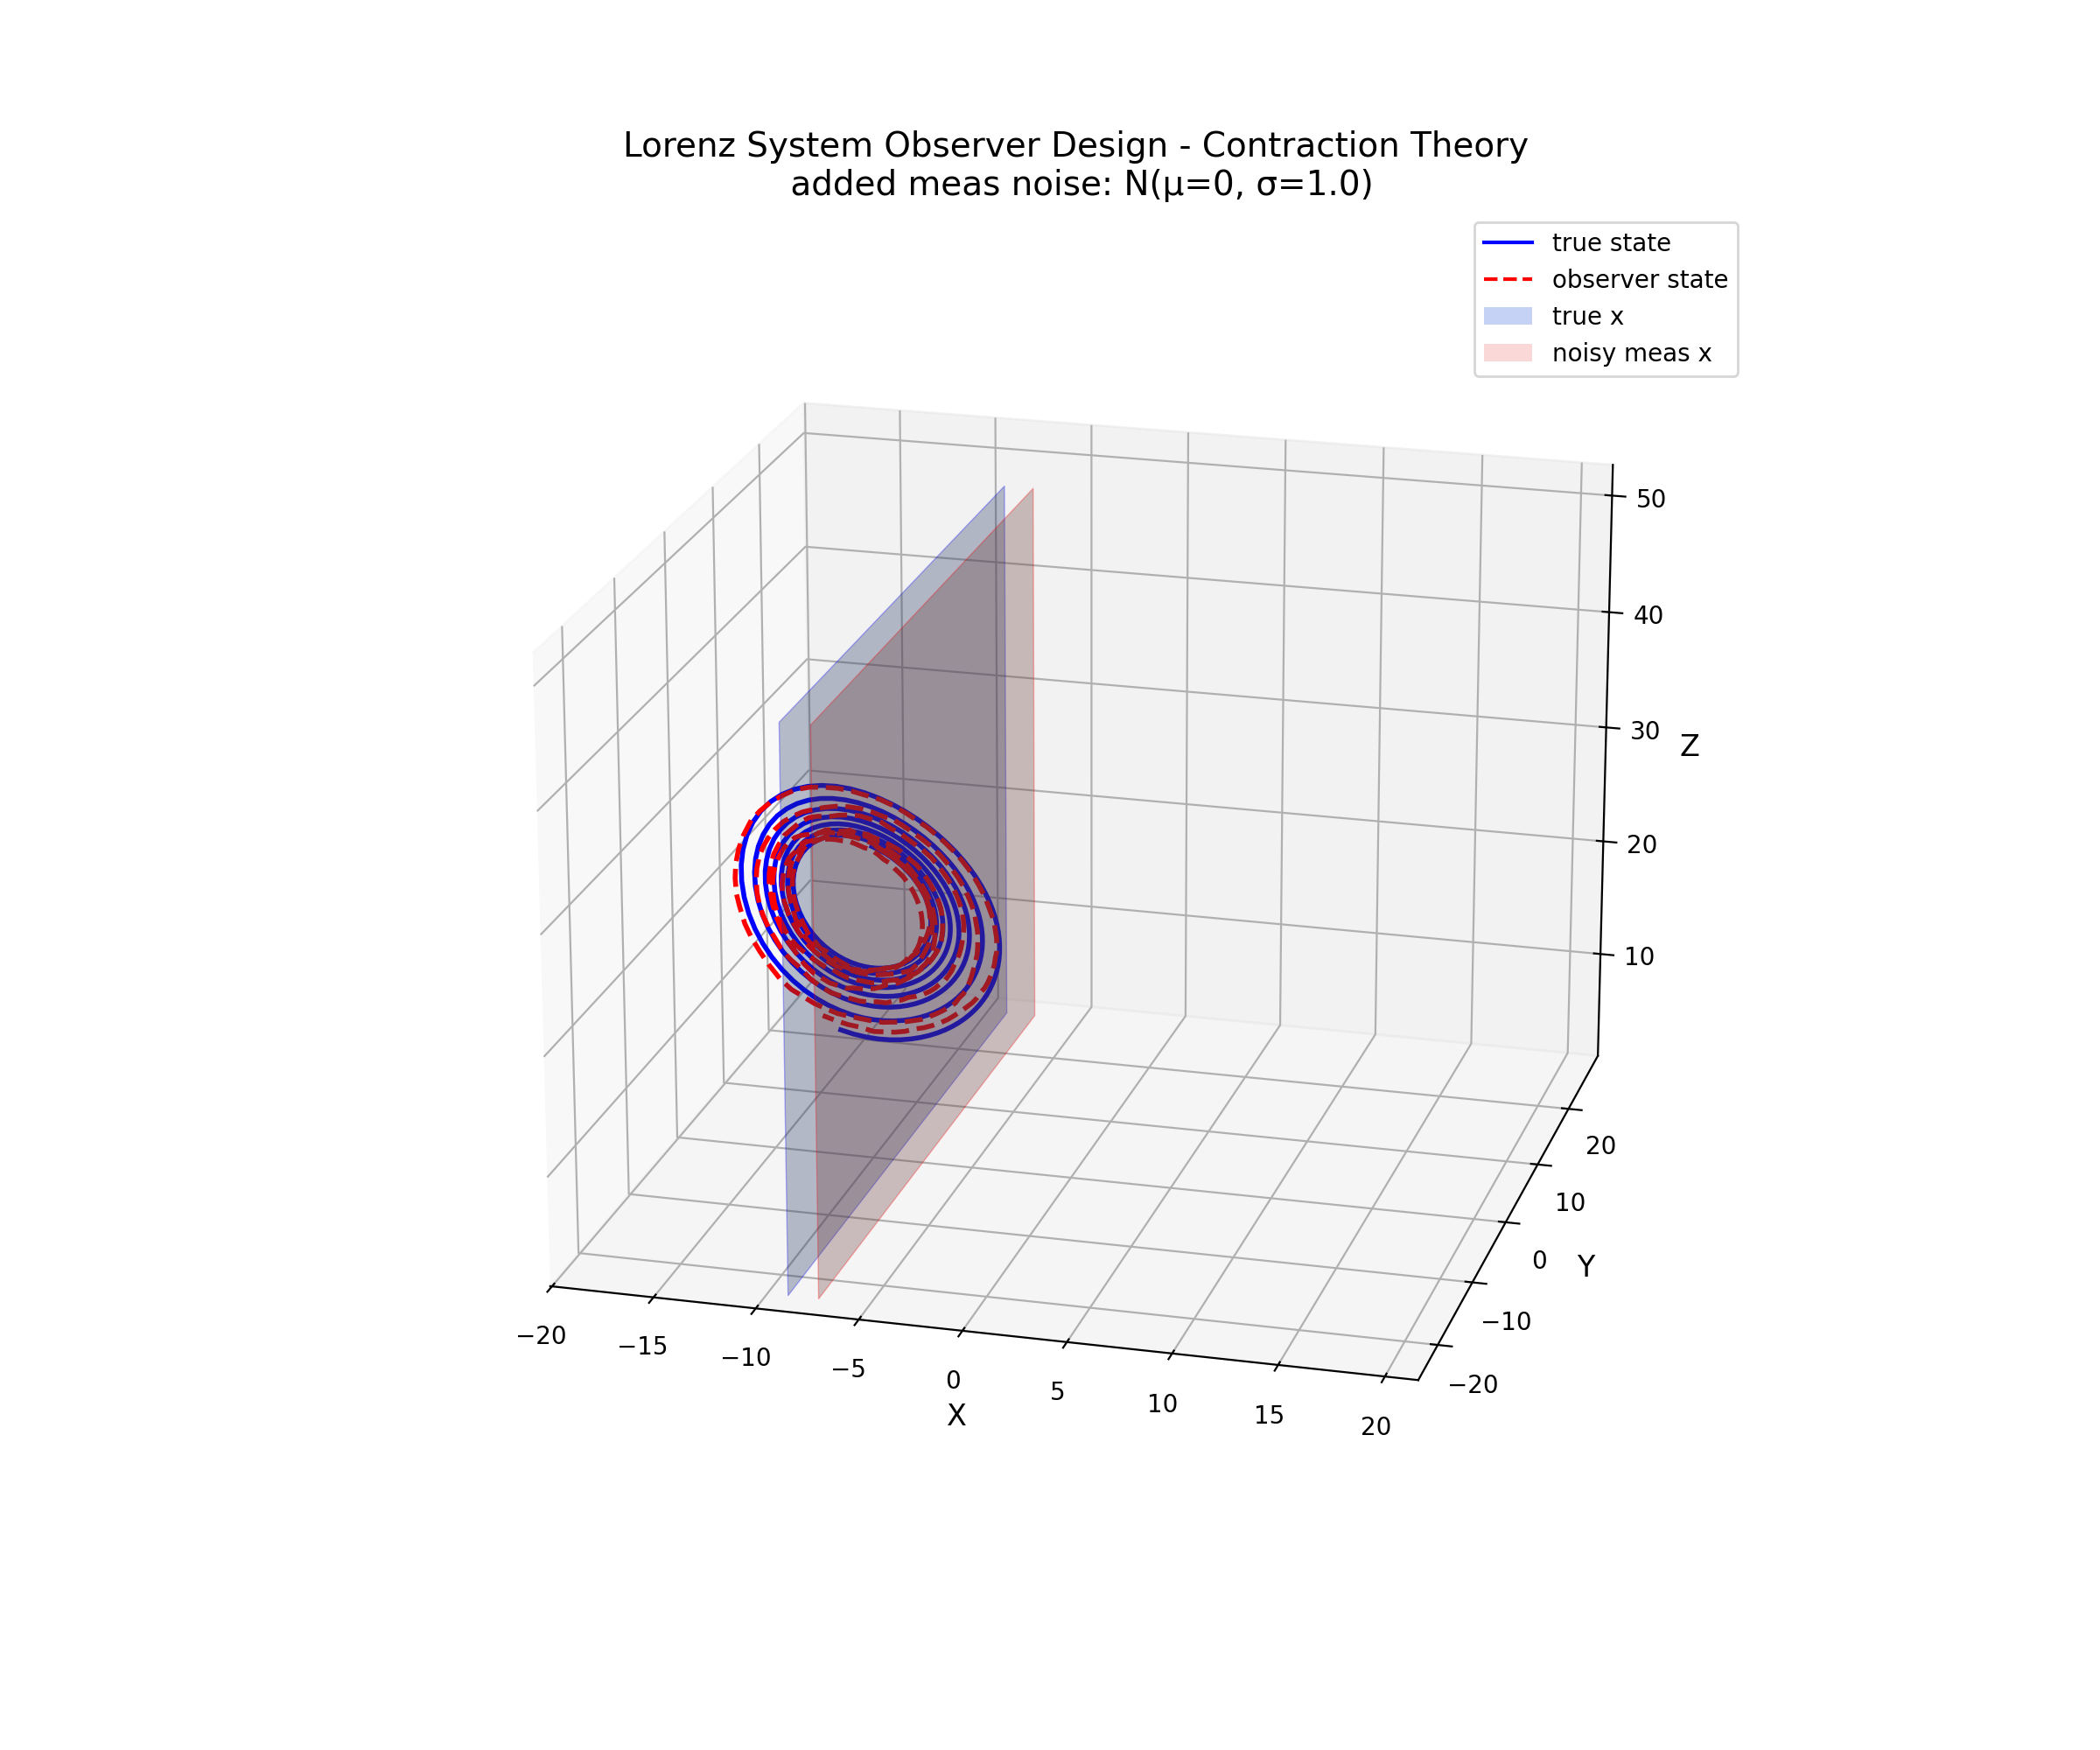 Lorenz System Observer Design - Contraction Theory
added meas noise: N(μ=0, σ=1.0)
true state
observer state
true x
noisy meas x
50
40
30
Z
20
10
20
10
0
Y
−10
−20
−20
−15
−10
−5
0
5
10
15
20
X